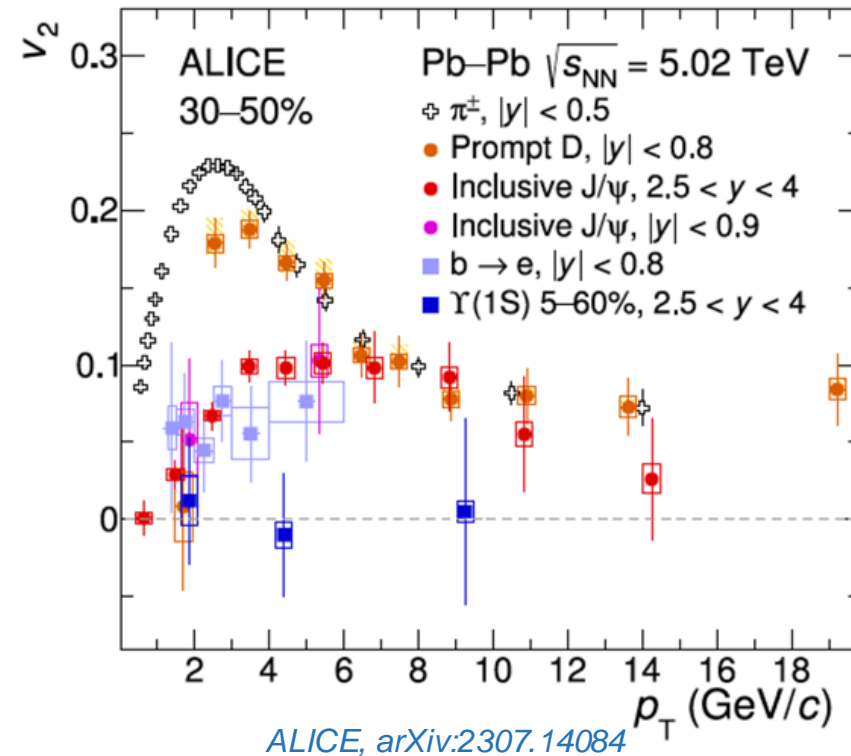 v₂
0.3
0.2
0.1
0
ALICE
30–50%
Pb–Pb √sNN = 5.02 TeV
π±, |y| < 0.5
Prompt D, |y| < 0.8
Inclusive J/ψ, 2.5 < y < 4
Inclusive J/ψ, |y| < 0.9
b → e, |y| < 0.8
ϒ(1S) 5–60%, 2.5 < y < 4
2 4 6 8 10 12 14 16 18
pT (GeV/c)
ALICE, arXiv:2307.14084